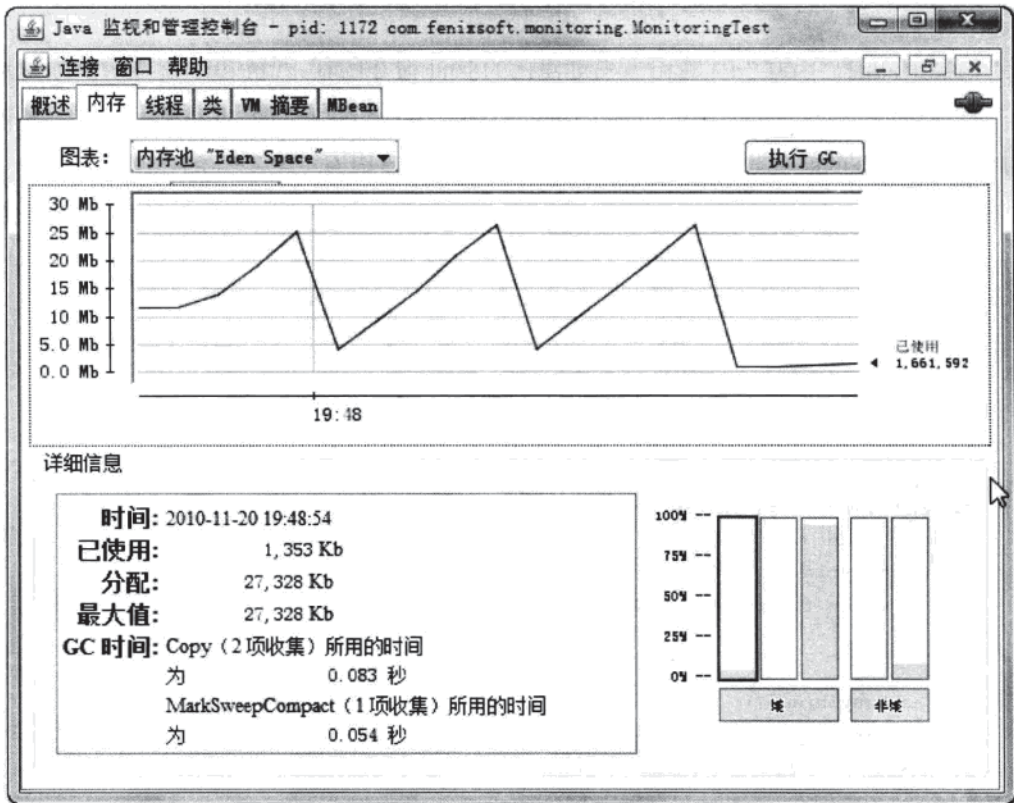 Java 监视和管理控制台 - pid: 1172 com.fenixsoft.monitoring.MonitoringTest
连接 窗口 帮助
概述 内存 线程 类 VM 摘要 MBean
图表: 内存池 "Eden Space" 执行 GC
30 Mb
25 Mb
20 Mb
15 Mb
10 Mb
5.0 Mb
0.0 Mb
已使用
1,661,592
19:48
详细信息
时间: 2010-11-20 19:48:54
已使用: 1,353 Kb
分配: 27,328 Kb
最大值: 27,328 Kb
GC 时间: Copy（2 项收集）所用的时间
为 0.083 秒
MarkSweepCompact（1 项收集）所用的时间
为 0.054 秒
100%
75%
50%
25%
0%
堆 非堆